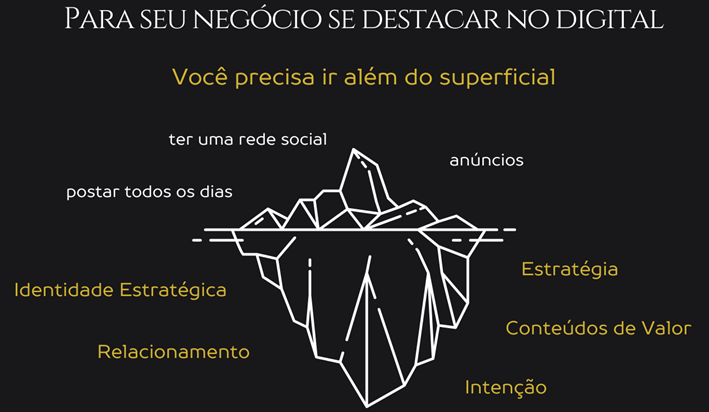 PARA SEU NEGÓCIO SE DESTACAR NO DIGITAL
Você precisa ir além do superficial
ter uma rede social
anúncios
postar todos os dias
Estratégia
Identidade Estratégica
Conteúdos de Valor
Relacionamento
Intenção